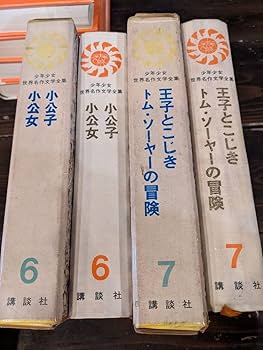 少年少女
世界名作文学全集
小公子
小公女
6
講談社
少年少女
世界名作文学全集
小公子
小公女
6
講談社
少年少女
世界名作文学全集
王子とこじき
トム・ソーヤーの冒険
7
講談社
少年少女
世界名作文学全集
王子とこじき
トム・ソーヤーの冒険
7
講談社